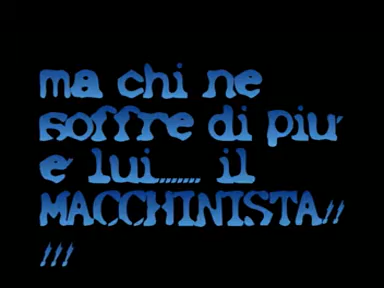 ma chi ne
soffre di piu'
e' lui....... il
MACCHINISTA!!
!!!